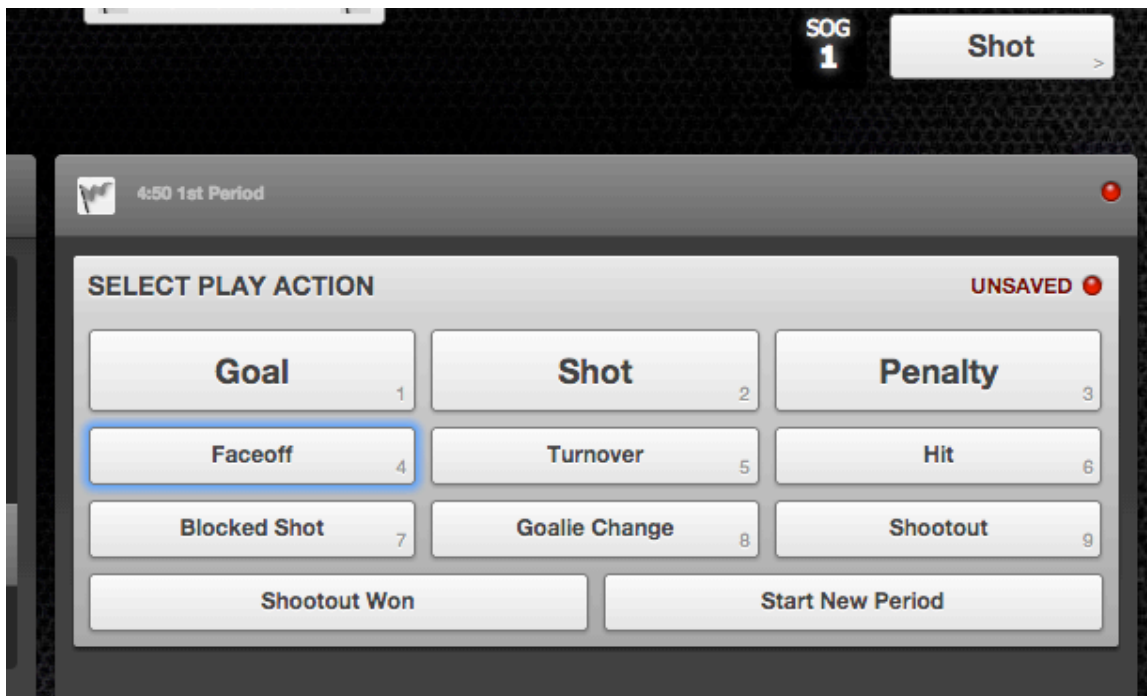 SOG
1
Shot
>
4:50 1st Period
SELECT PLAY ACTION
UNSAVED
Goal 1
Shot 2
Penalty 3
Faceoff 4
Turnover 5
Hit 6
Blocked Shot 7
Goalie Change 8
Shootout 9
Shootout Won
Start New Period